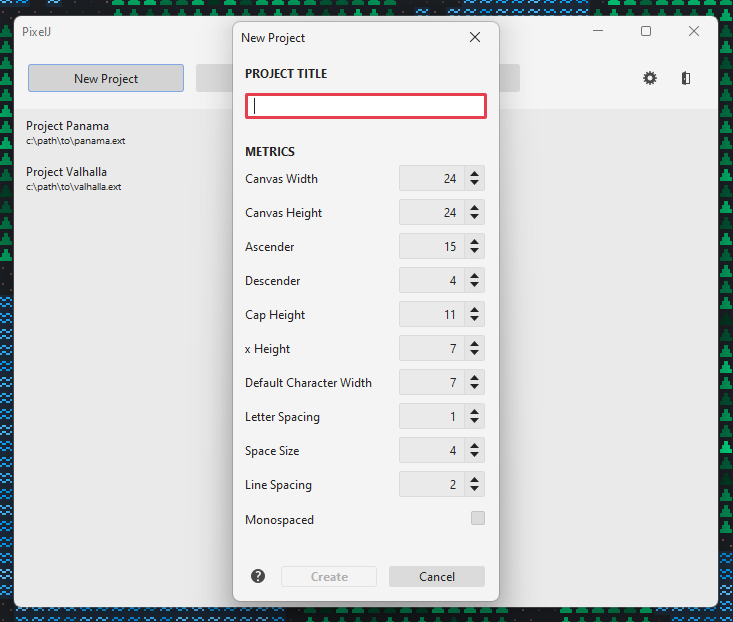 PixelJ
New Project
Project Panama
c:\path\to\panama.ext
Project Valhalla
c:\path\to\valhalla.ext
New Project
PROJECT TITLE
METRICS
Canvas Width 24
Canvas Height 24
Ascender 15
Descender 4
Cap Height 11
x Height 7
Default Character Width 7
Letter Spacing 1
Space Size 4
Line Spacing 2
Monospaced
?
Create Cancel